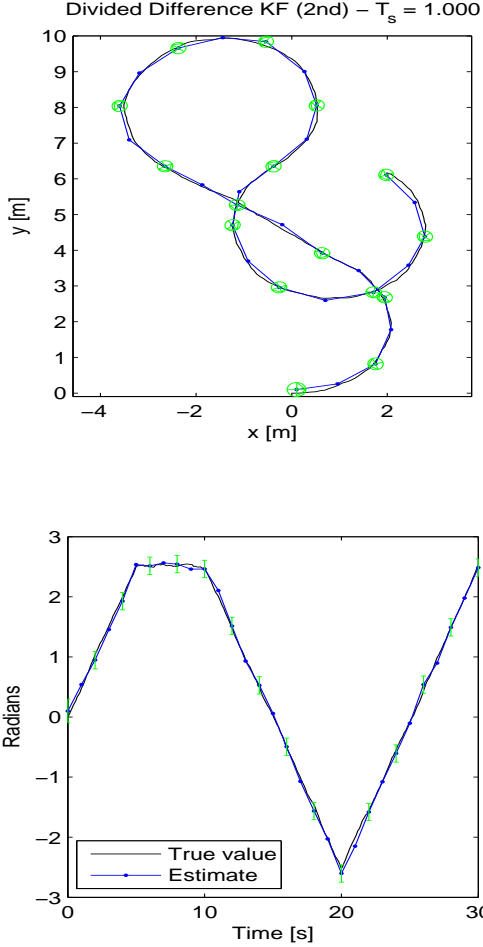 Divided Difference KF (2nd) – T_s = 1.000
10
9
8
7
6
5
4
3
2
1
0
y [m]
−4 −2 0 2
x [m]
3
2
1
0
−1
−2
−3
Radians
True value
Estimate
0 10 20 30
Time [s]